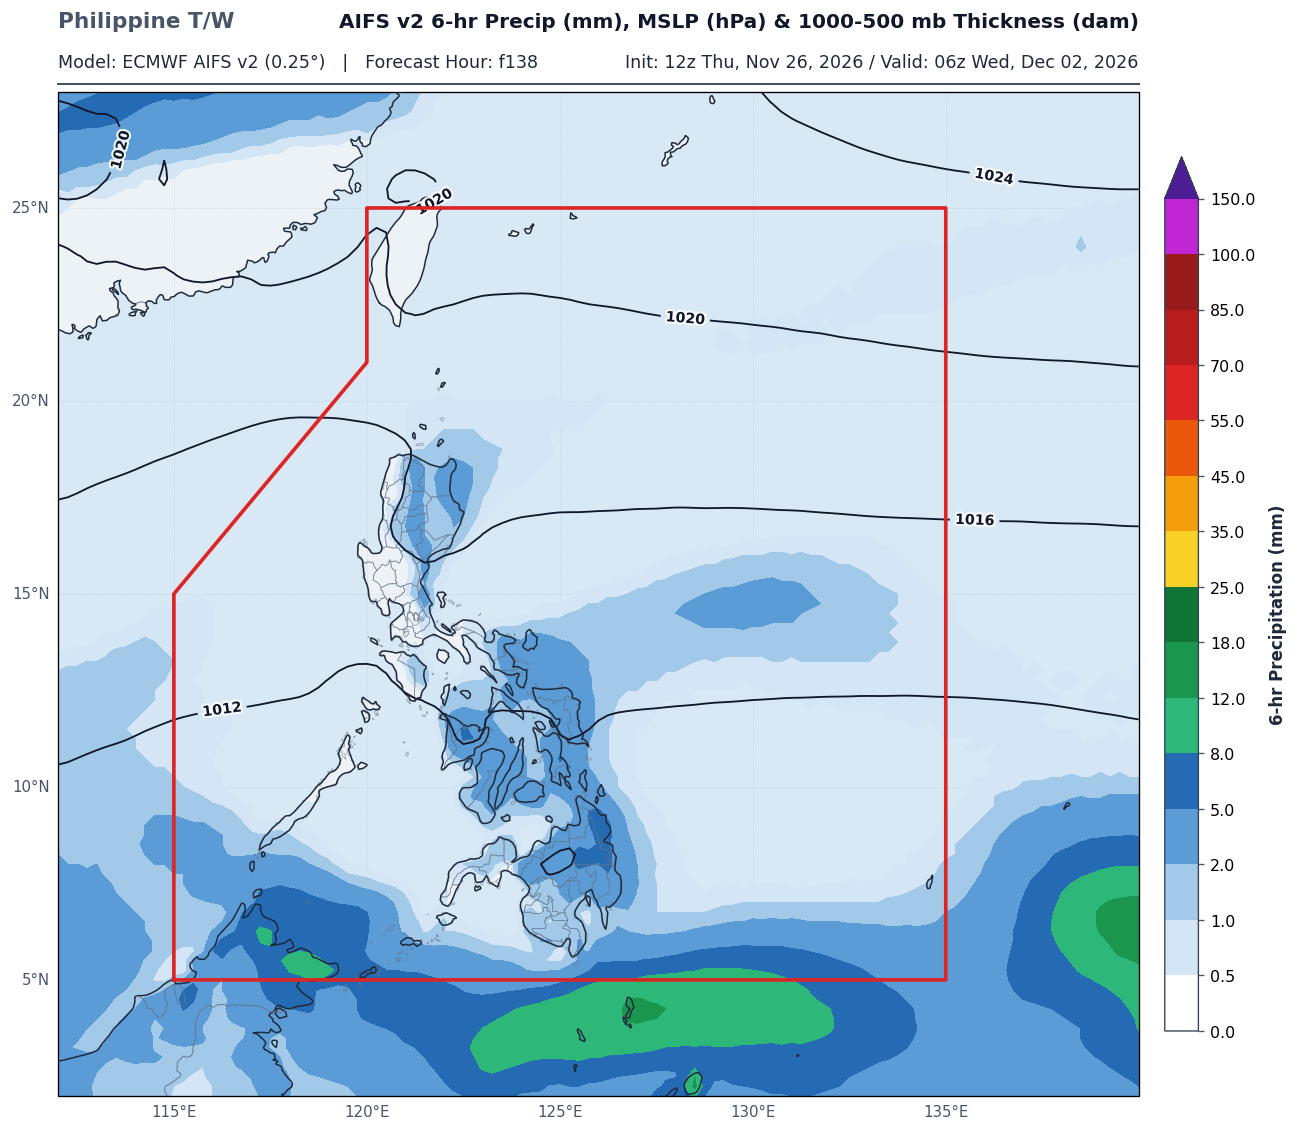 Philippine T/W
AIFS v2 6-hr Precip (mm), MSLP (hPa) & 1000-500 mb Thickness (dam)
Model: ECMWF AIFS v2 (0.25°) | Forecast Hour: f138
Init: 12z Thu, Nov 26, 2026 / Valid: 06z Wed, Dec 02, 2026
1020
1024
1020
1020
1016
1012
25°N
20°N
15°N
10°N
5°N
115°E
120°E
125°E
130°E
135°E
150.0
100.0
85.0
70.0
55.0
45.0
35.0
25.0
18.0
12.0
8.0
5.0
2.0
1.0
0.5
0.0
6-hr Precipitation (mm)